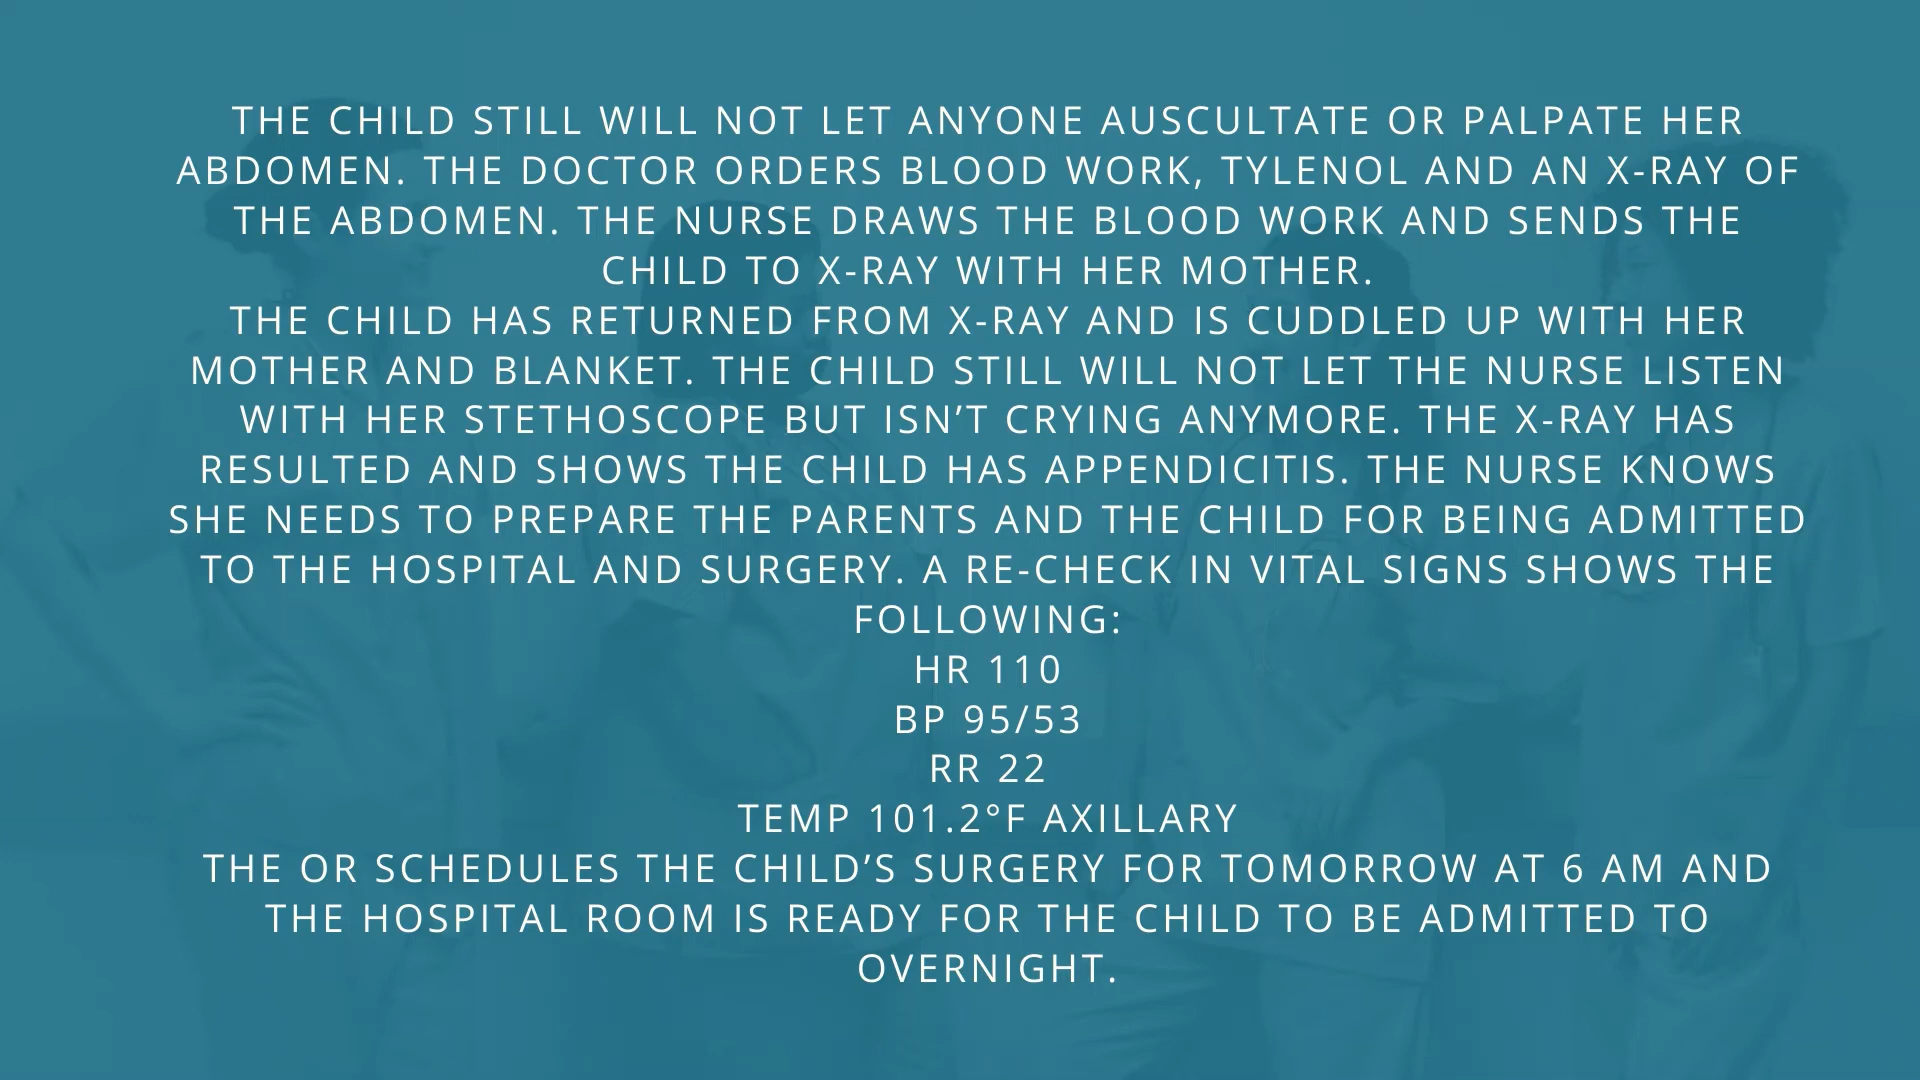 THE CHILD STILL WILL NOT LET ANYONE AUSCULTATE OR PALPATE HER
ABDOMEN. THE DOCTOR ORDERS BLOOD WORK, TYLENOL AND AN X-RAY OF
THE ABDOMEN. THE NURSE DRAWS THE BLOOD WORK AND SENDS THE
CHILD TO X-RAY WITH HER MOTHER.
THE CHILD HAS RETURNED FROM X-RAY AND IS CUDDLED UP WITH HER
MOTHER AND BLANKET. THE CHILD STILL WILL NOT LET THE NURSE LISTEN
WITH HER STETHOSCOPE BUT ISN’T CRYING ANYMORE. THE X-RAY HAS
RESULTED AND SHOWS THE CHILD HAS APPENDICITIS. THE NURSE KNOWS
SHE NEEDS TO PREPARE THE PARENTS AND THE CHILD FOR BEING ADMITTED
TO THE HOSPITAL AND SURGERY. A RE-CHECK IN VITAL SIGNS SHOWS THE
FOLLOWING:
HR 110
BP 95/53
RR 22
TEMP 101.2°F AXILLARY
THE OR SCHEDULES THE CHILD’S SURGERY FOR TOMORROW AT 6 AM AND
THE HOSPITAL ROOM IS READY FOR THE CHILD TO BE ADMITTED TO
OVERNIGHT.